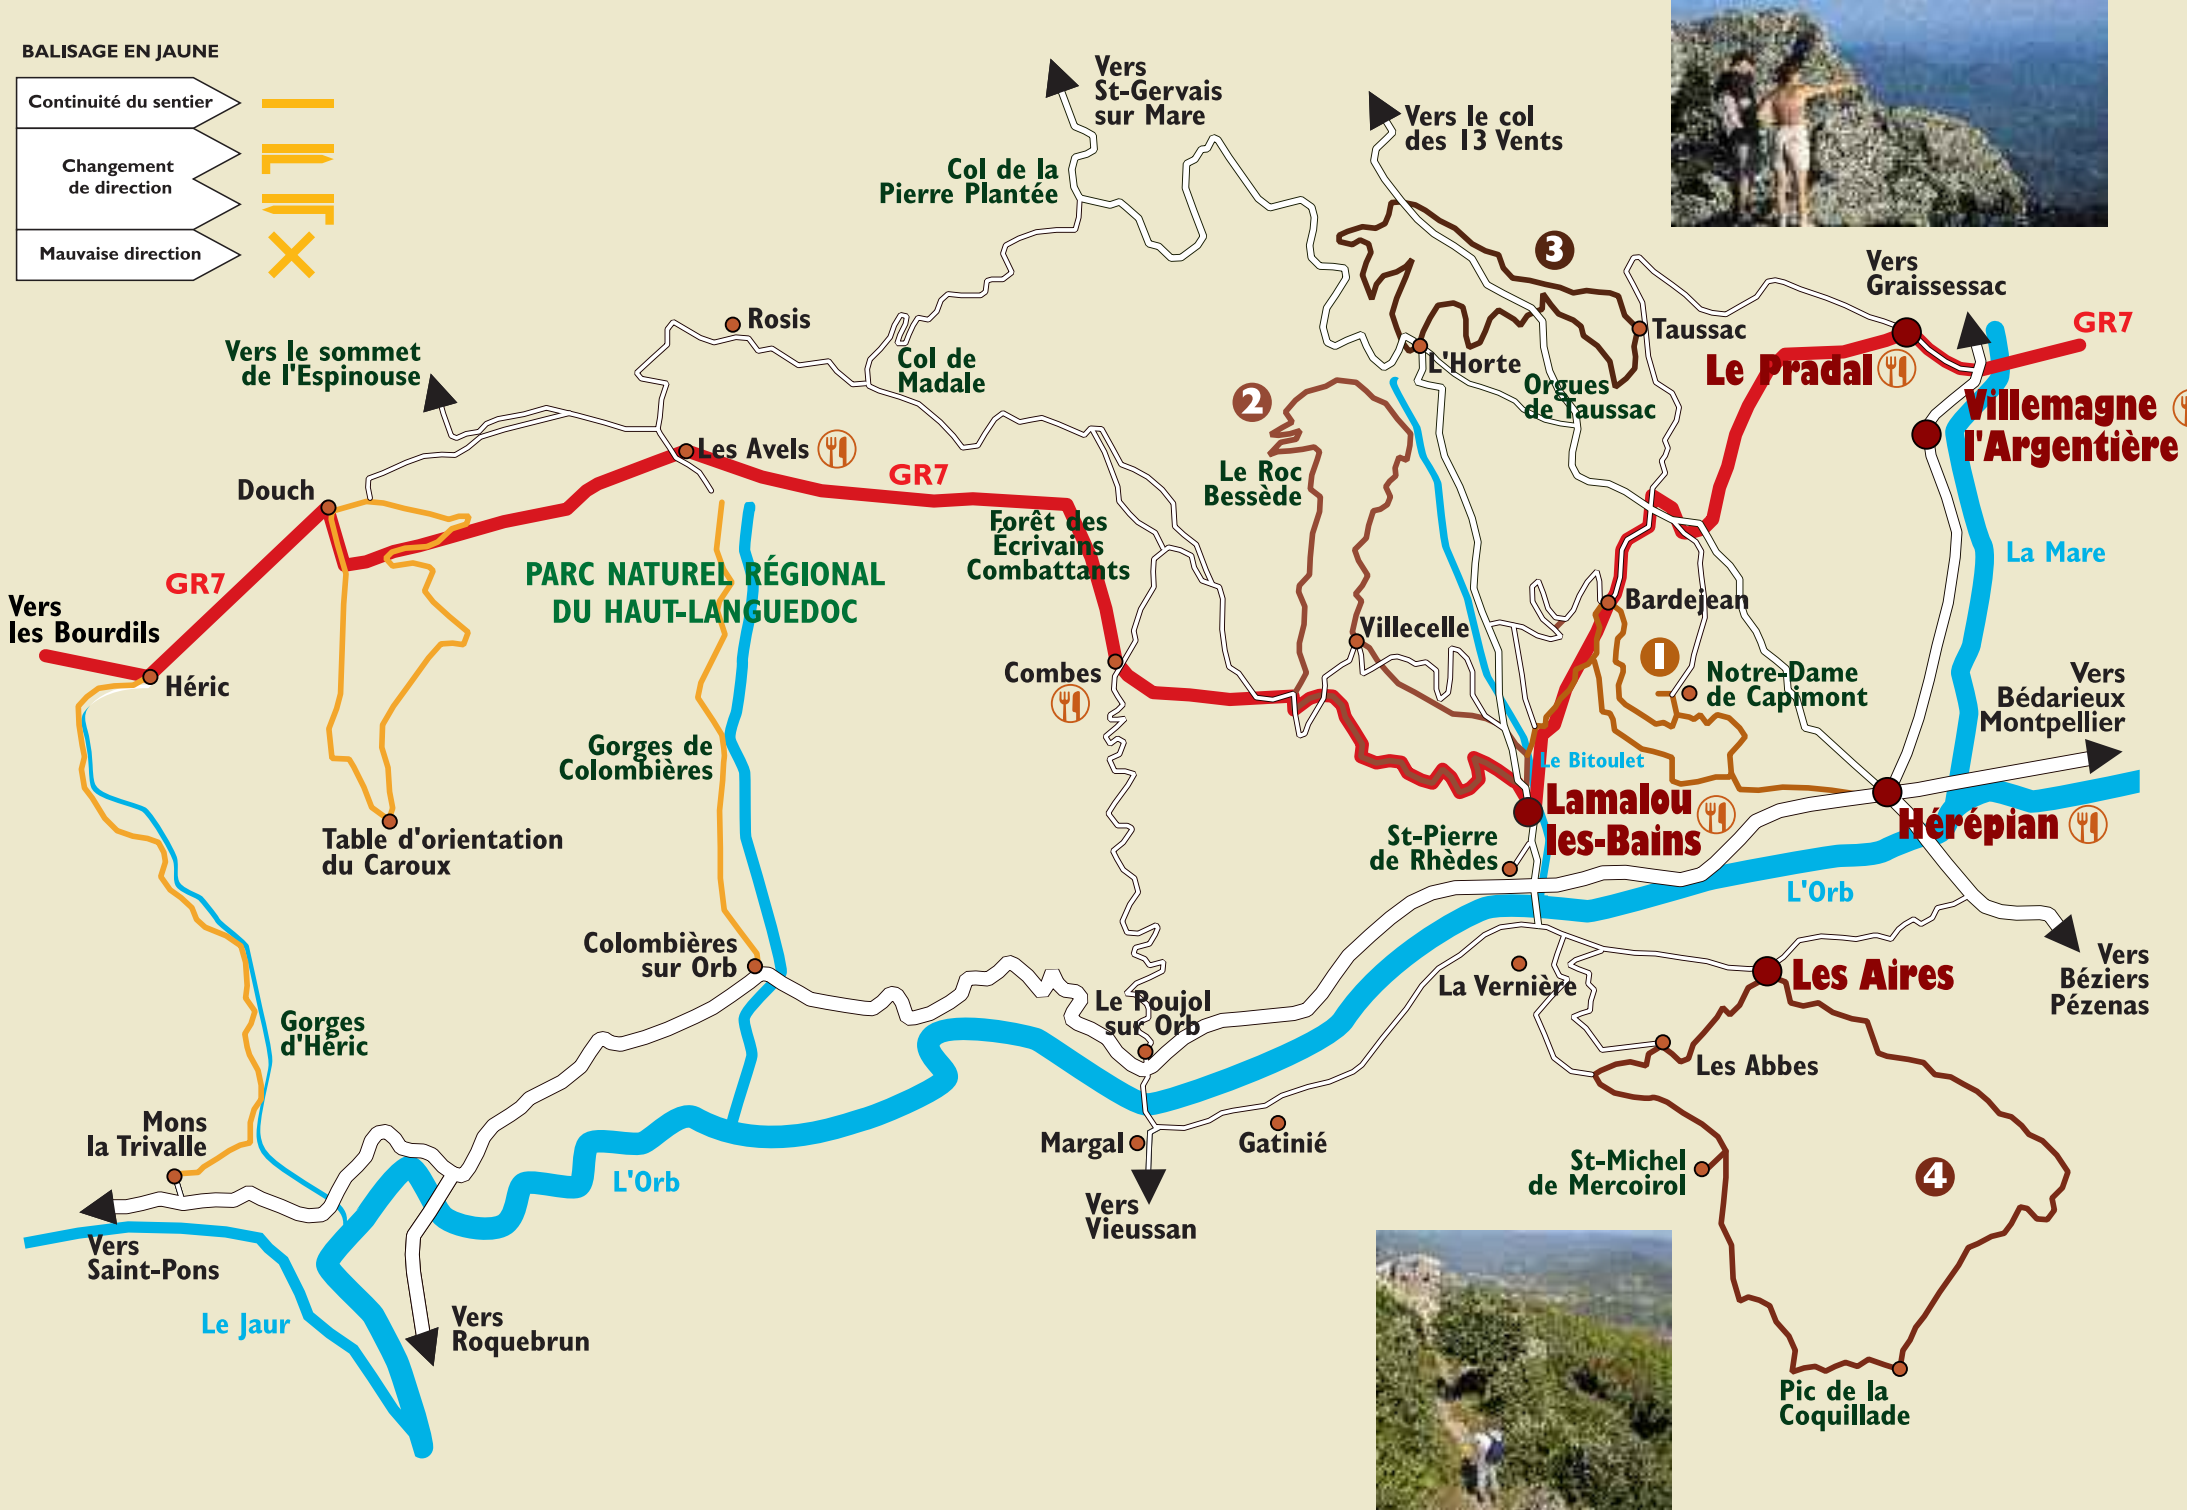 BALISAGE EN JAUNE
Continuité du sentier
Changement
de direction
Mauvaise direction
Vers
St-Gervais
sur Mare
Vers le col
des 13 Vents
Col de la
Pierre Plantée
3
Vers
Graissessac
Rosis
Taussac
GR7
Vers le sommet
de l'Espinouse
Col de
Madale
L'Horte
Le Pradal
Orgues
de Taussac
2
Villemagne
l'Argentière
Les Avels
GR7
Le Roc
Bessède
Douch
Forêt des
Écrivains
Combattants
La Mare
PARC NATUREL RÉGIONAL
DU HAUT-LANGUEDOC
GR7
Vers
les Bourdils
Bardejean
Villecelle
1
Combes
Héric
Notre-Dame
de Capimont
Vers
Bédarieux
Montpellier
Gorges de
Colombières
Le Bitoulet
Lamalou
les-Bains
Hérépian
Table d'orientation
du Caroux
St-Pierre
de Rhèdes
L'Orb
Colombières
sur Orb
La Vernière
Les Aires
Vers
Béziers
Pézenas
Le Poujol
sur Orb
Gorges
d'Héric
Les Abbes
Mons
la Trivalle
Margal
Gatinié
St-Michel
de Mercoirol
4
L'Orb
Vers
Vieussan
Vers
Saint-Pons
Le Jaur
Vers
Roquebrun
Pic de la
Coquillade